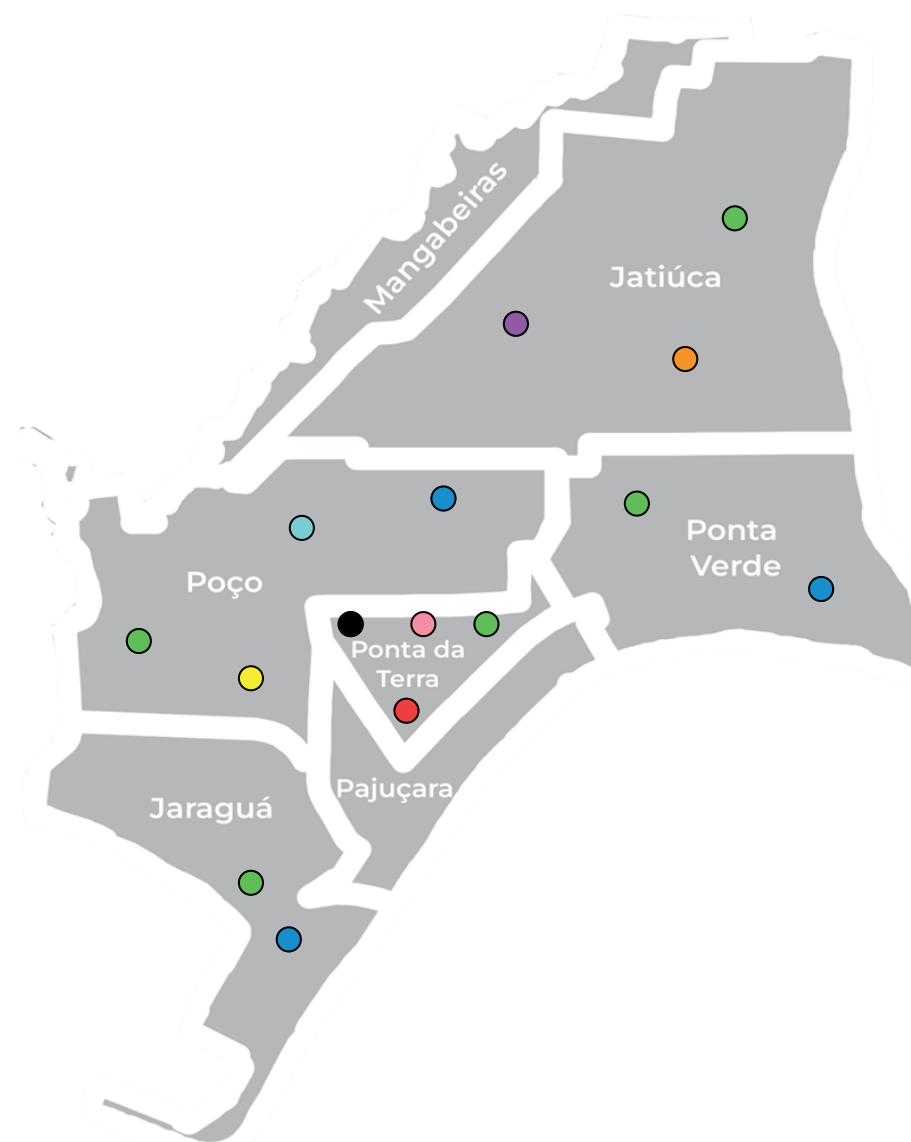 Mangabeiras
Jatiúca
Ponta
Verde
Poço
Ponta da
Terra
Pajuçara
Jaraguá